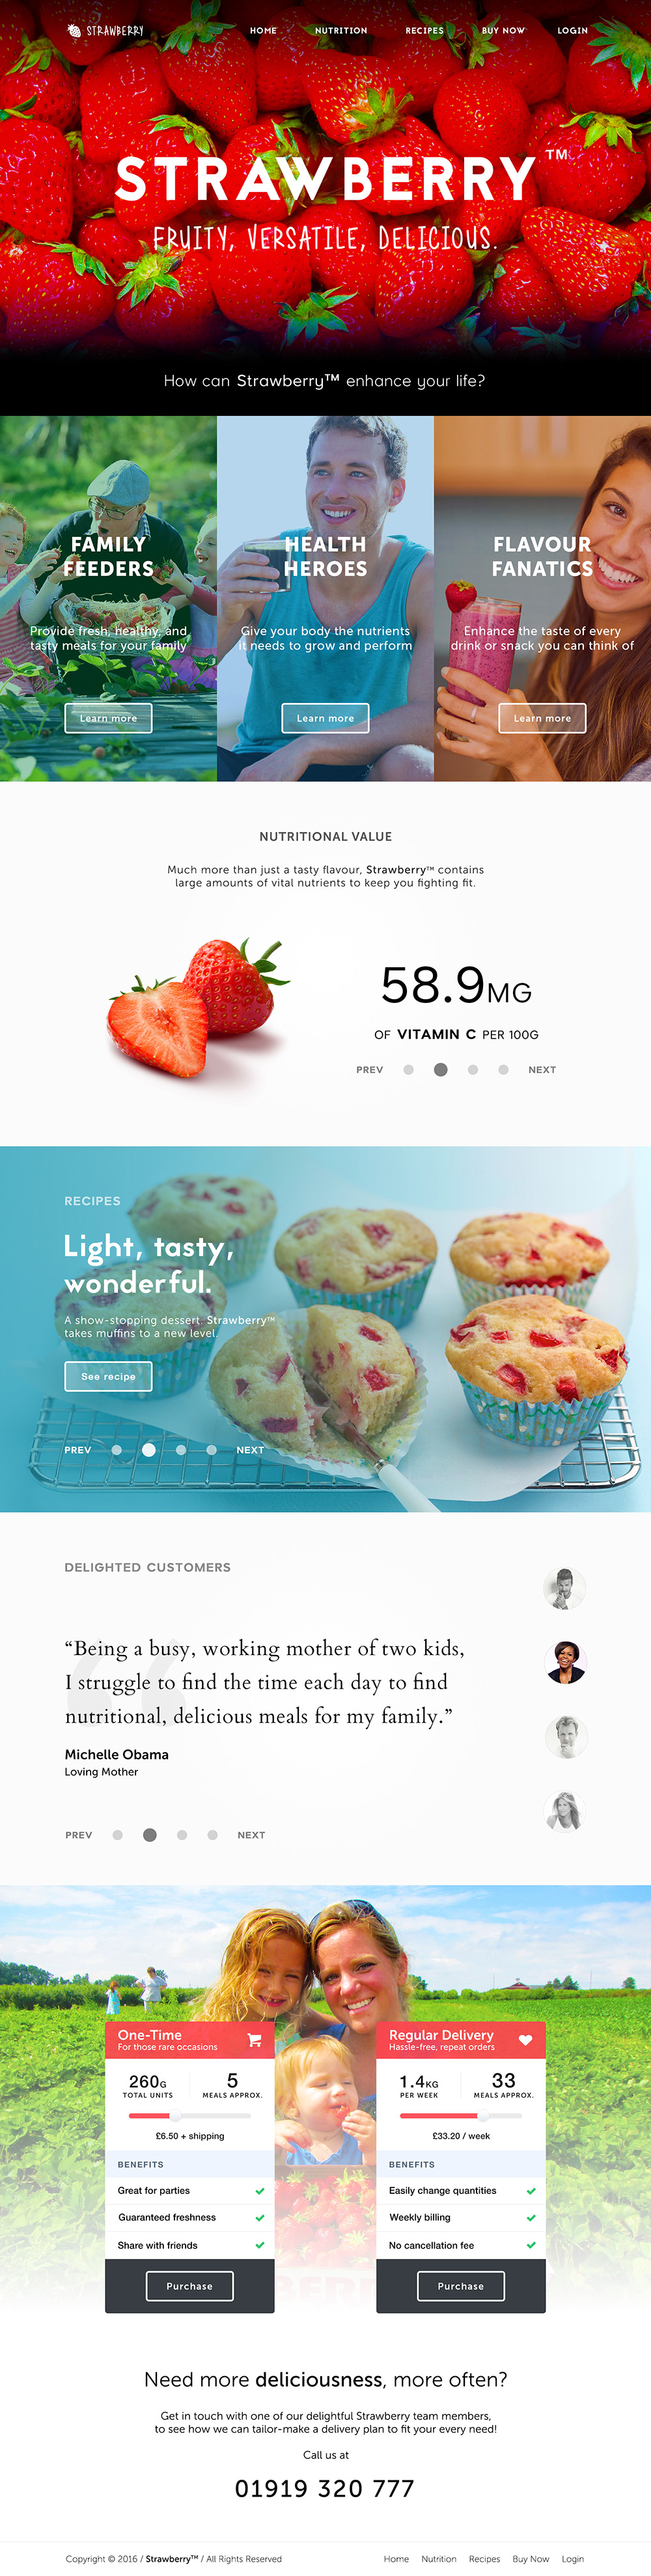 STRAWBERRY
HOME NUTRITION RECIPES BUY NOW LOGIN
STRAWBERRY™
FRUITY, VERSATILE, DELICIOUS.
How can Strawberry™ enhance your life?
FAMILY
FEEDERS
Provide fresh, healthy, and
tasty meals for your family
Learn more
HEALTH
HEROES
Give your body the nutrients
it needs to grow and perform
Learn more
FLAVOUR
FANATICS
Enhance the taste of every
drink or snack you can think of
Learn more
NUTRITIONAL VALUE
Much more than just a tasty flavour, Strawberry™ contains
large amounts of vital nutrients to keep you fighting fit.
58.9MG
OF VITAMIN C PER 100G
PREV NEXT
RECIPES
Light, tasty,
wonderful.
A show-stopping dessert. Strawberry™
takes muffins to a new level.
See recipe
PREV NEXT
DELIGHTED CUSTOMERS
“Being a busy, working mother of two kids,
I struggle to find the time each day to find
nutritional, delicious meals for my family.”
Michelle Obama
Loving Mother
PREV NEXT
One-Time
For those rare occasions
260G 5
TOTAL UNITS MEALS APPROX.
£6.50 + shipping
BENEFITS
Great for parties
Guaranteed freshness
Share with friends
Purchase
Regular Delivery
Hassle-free, repeat orders
1.4KG 33
PER WEEK MEALS APPROX.
£33.20 / week
BENEFITS
Easily change quantities
Weekly billing
No cancellation fee
Purchase
Need more deliciousness, more often?
Get in touch with one of our delightful Strawberry team members,
to see how we can tailor-make a delivery plan to fit your every need!
Call us at
01919 320 777
Copyright © 2016 / Strawberry™ / All Rights Reserved
Home Nutrition Recipes Buy Now Login